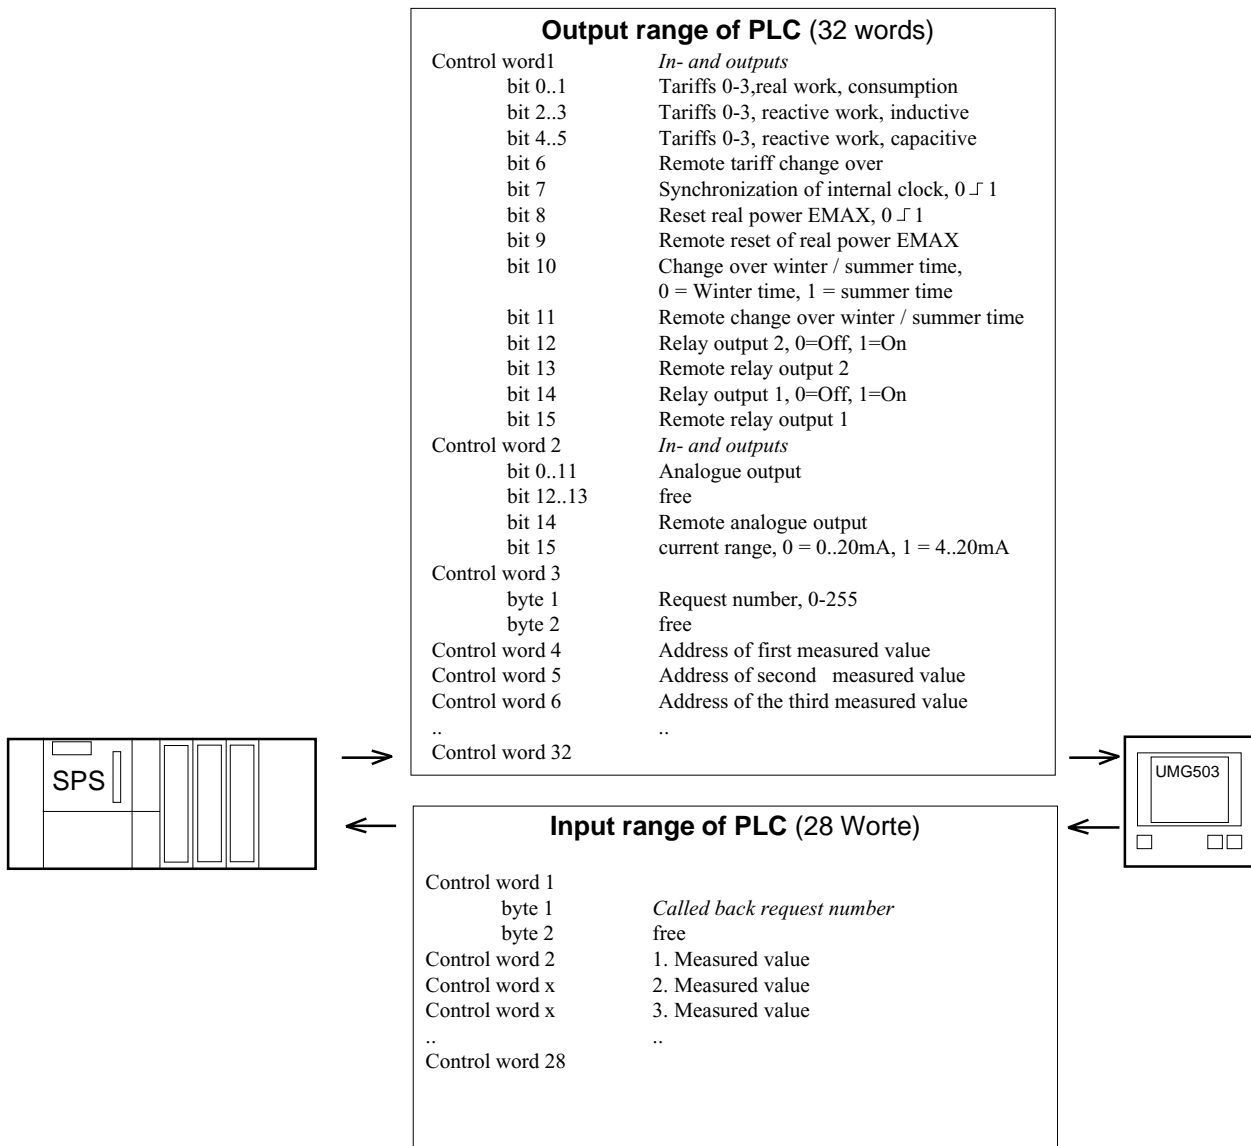 Output range of PLC (32 words)
Control word1 In- and outputs
bit 0..1 Tariffs 0-3,real work, consumption
bit 2..3 Tariffs 0-3, reactive work, inductive
bit 4..5 Tariffs 0-3, reactive work, capacitive
bit 6 Remote tariff change over
bit 7 Synchronization of internal clock, 0 1
bit 8 Reset real power EMAX, 0 1
bit 9 Remote reset of real power EMAX
bit 10 Change over winter / summer time,
0 = Winter time, 1 = summer time
bit 11 Remote change over winter / summer time
bit 12 Relay output 2, 0=Off, 1=On
bit 13 Remote relay output 2
bit 14 Relay output 1, 0=Off, 1=On
bit 15 Remote relay output 1
Control word 2 In- and outputs
bit 0..11 Analogue output
bit 12..13 free
bit 14 Remote analogue output
bit 15 current range, 0 = 0..20mA, 1 = 4..20mA
Control word 3
byte 1 Request number, 0-255
byte 2 free
Control word 4 Address of first measured value
Control word 5 Address of second measured value
Control word 6 Address of the third measured value
.. ..
Control word 32
SPS
UMG503
Input range of PLC (28 Worte)
Control word 1
byte 1 Called back request number
byte 2 free
Control word 2 1. Measured value
Control word x 2. Measured value
Control word x 3. Measured value
.. ..
Control word 28